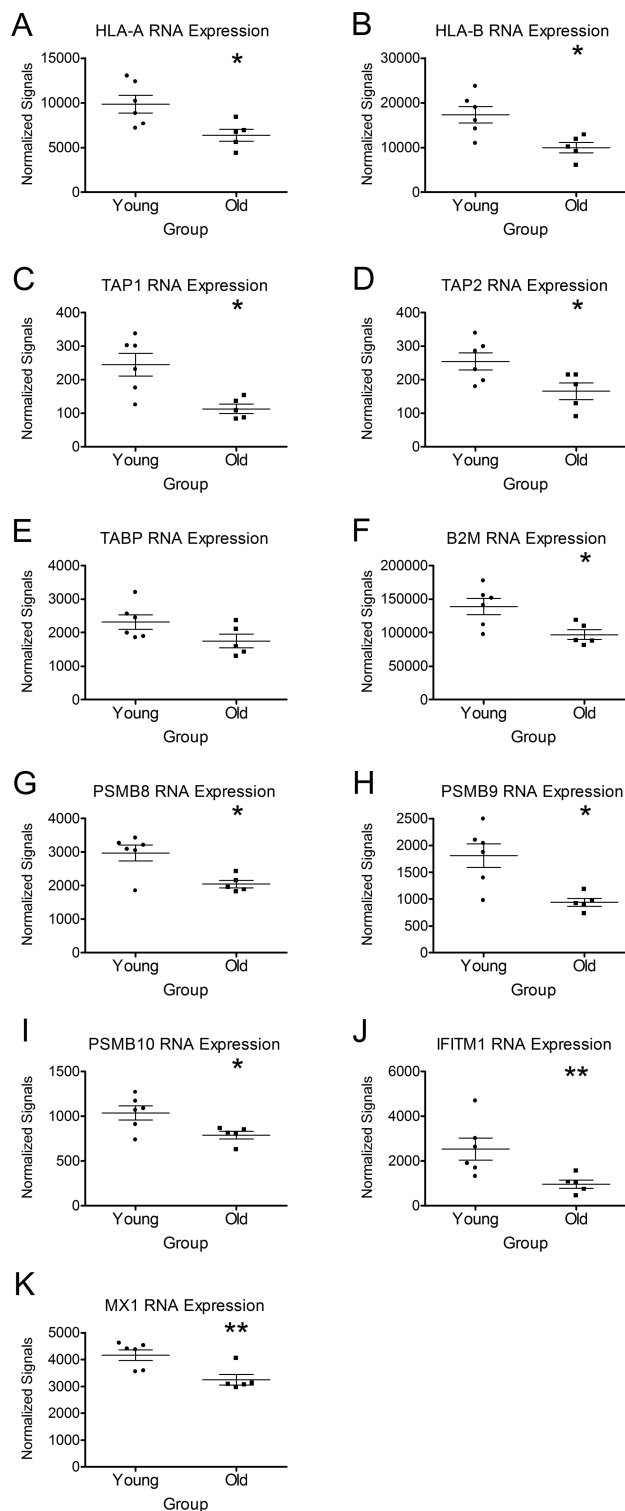 A
HLA-A RNA Expression
*
Normalized Signals
15000
10000
5000
0
Young
Old
Group
B
HLA-B RNA Expression
*
Normalized Signals
30000
20000
10000
0
Young
Old
Group
C
TAP1 RNA Expression
*
Normalized Signals
400
300
200
100
0
Young
Old
Group
D
TAP2 RNA Expression
*
Normalized Signals
400
300
200
100
0
Young
Old
Group
E
TABP RNA Expression
Normalized Signals
4000
3000
2000
1000
0
Young
Old
Group
F
B2M RNA Expression
*
Normalized Signals
200000
150000
100000
50000
0
Young
Old
Group
G
PSMB8 RNA Expression
*
Normalized Signals
4000
3000
2000
1000
0
Young
Old
Group
H
PSMB9 RNA Expression
*
Normalized Signals
2500
2000
1500
1000
500
0
Young
Old
Group
I
PSMB10 RNA Expression
*
Normalized Signals
1500
1000
500
0
Young
Old
Group
J
IFITM1 RNA Expression
**
Normalized Signals
6000
4000
2000
0
Young
Old
Group
K
MX1 RNA Expression
**
Normalized Signals
5000
4000
3000
2000
1000
0
Young
Old
Group